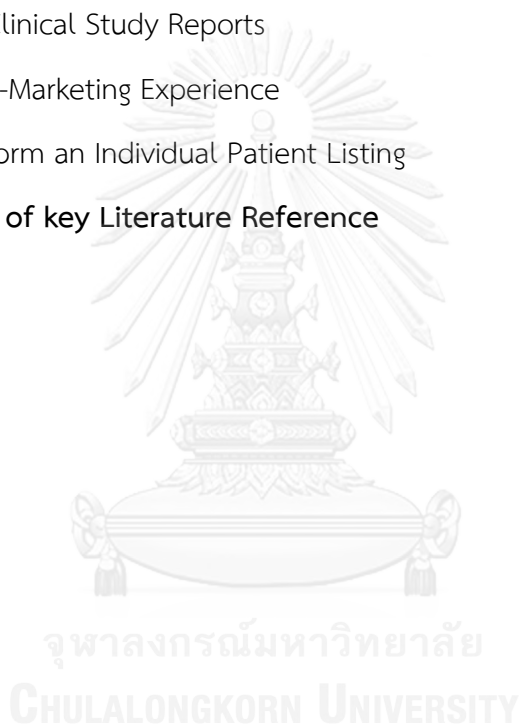 linical Study Reports
-Marketing Experience
orm an Individual Patient Listing
of key Literature Reference
จุฬาลงกรณ์มหาวิทยาลัย
CHULALONGKORN UNIVERSITY